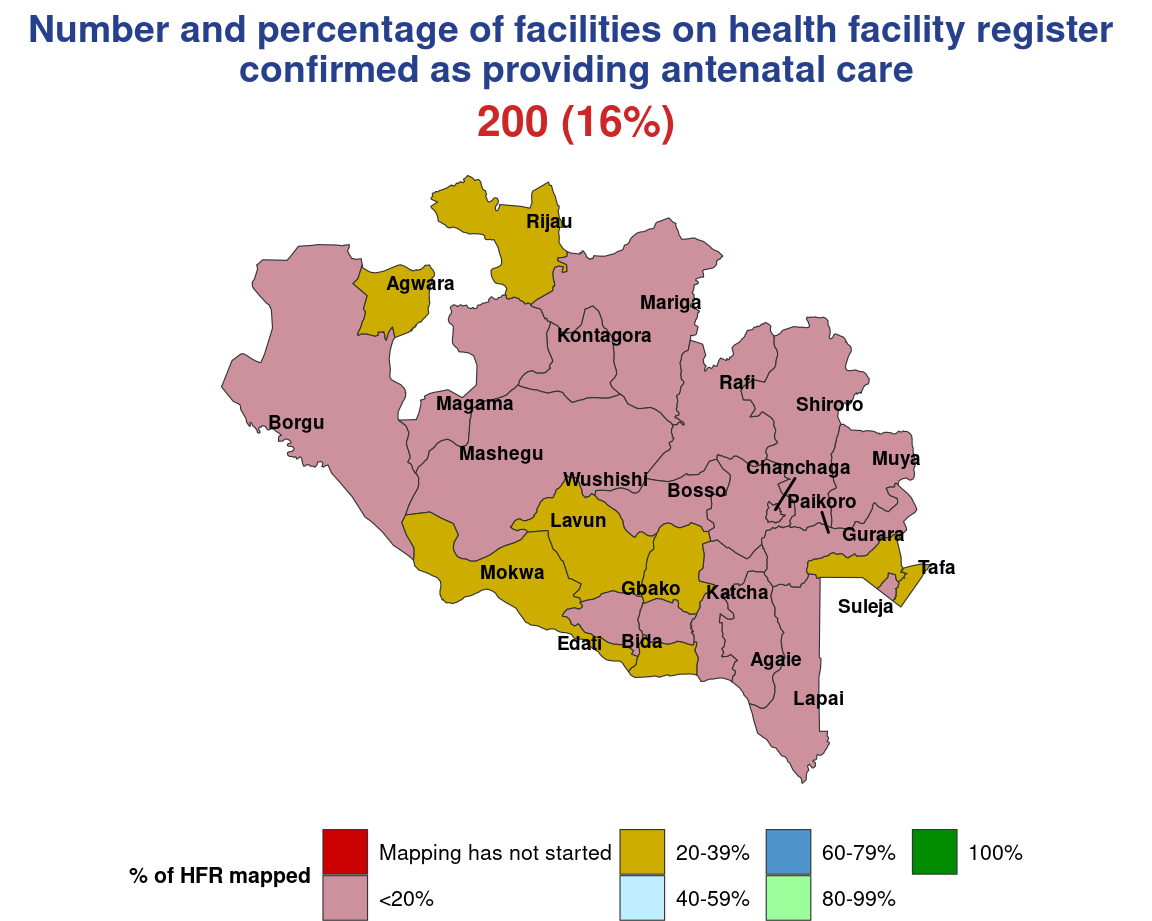 Number and percentage of facilities on health facility register
confirmed as providing antenatal care
200 (16%)
Rijau
Agwara
Mariga
Kontagora
Rafi
Magama
Shiroro
Borgu
Mashegu
Muya
Chanchaga
Wushishi
Bosso
Paikoro
Lavun
Gurara
Tafa
Mokwa
Gbako
Katcha
Suleja
Edati
Bida
Agaie
Lapai
% of HFR mapped
Mapping has not started
<20%
20-39%
40-59%
60-79%
80-99%
100%